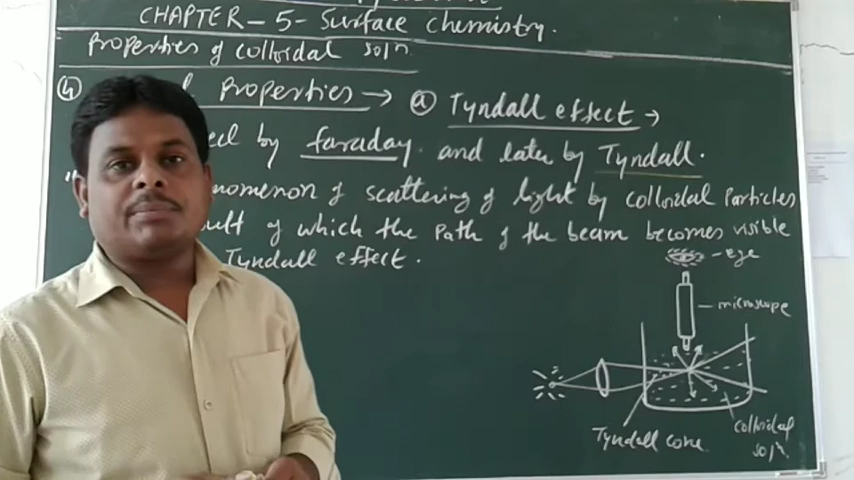 CHAPTER - 5 - Surface chemistry.
Properties of colloidal soln
④ Properties → ⓐ Tyndall effect →
by faraday. and later by Tyndall.
nomenon of scattering of light by colloidal particles
ult of which the path of the beam becomes visible
Tyndall effect.
- eye
- microscope
Tyndall cone
colloidal
soln.